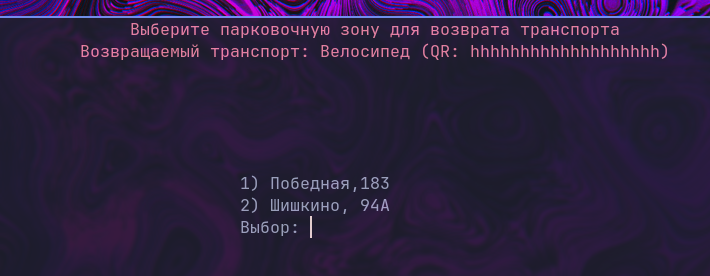 Выберите парковочную зону для возврата транспорта
Возвращаемый транспорт: Велосипед (QR: hhhhhhhhhhhhhhhhhhh)
1) Победная,183
2) Шишкино, 94А
Выбор: